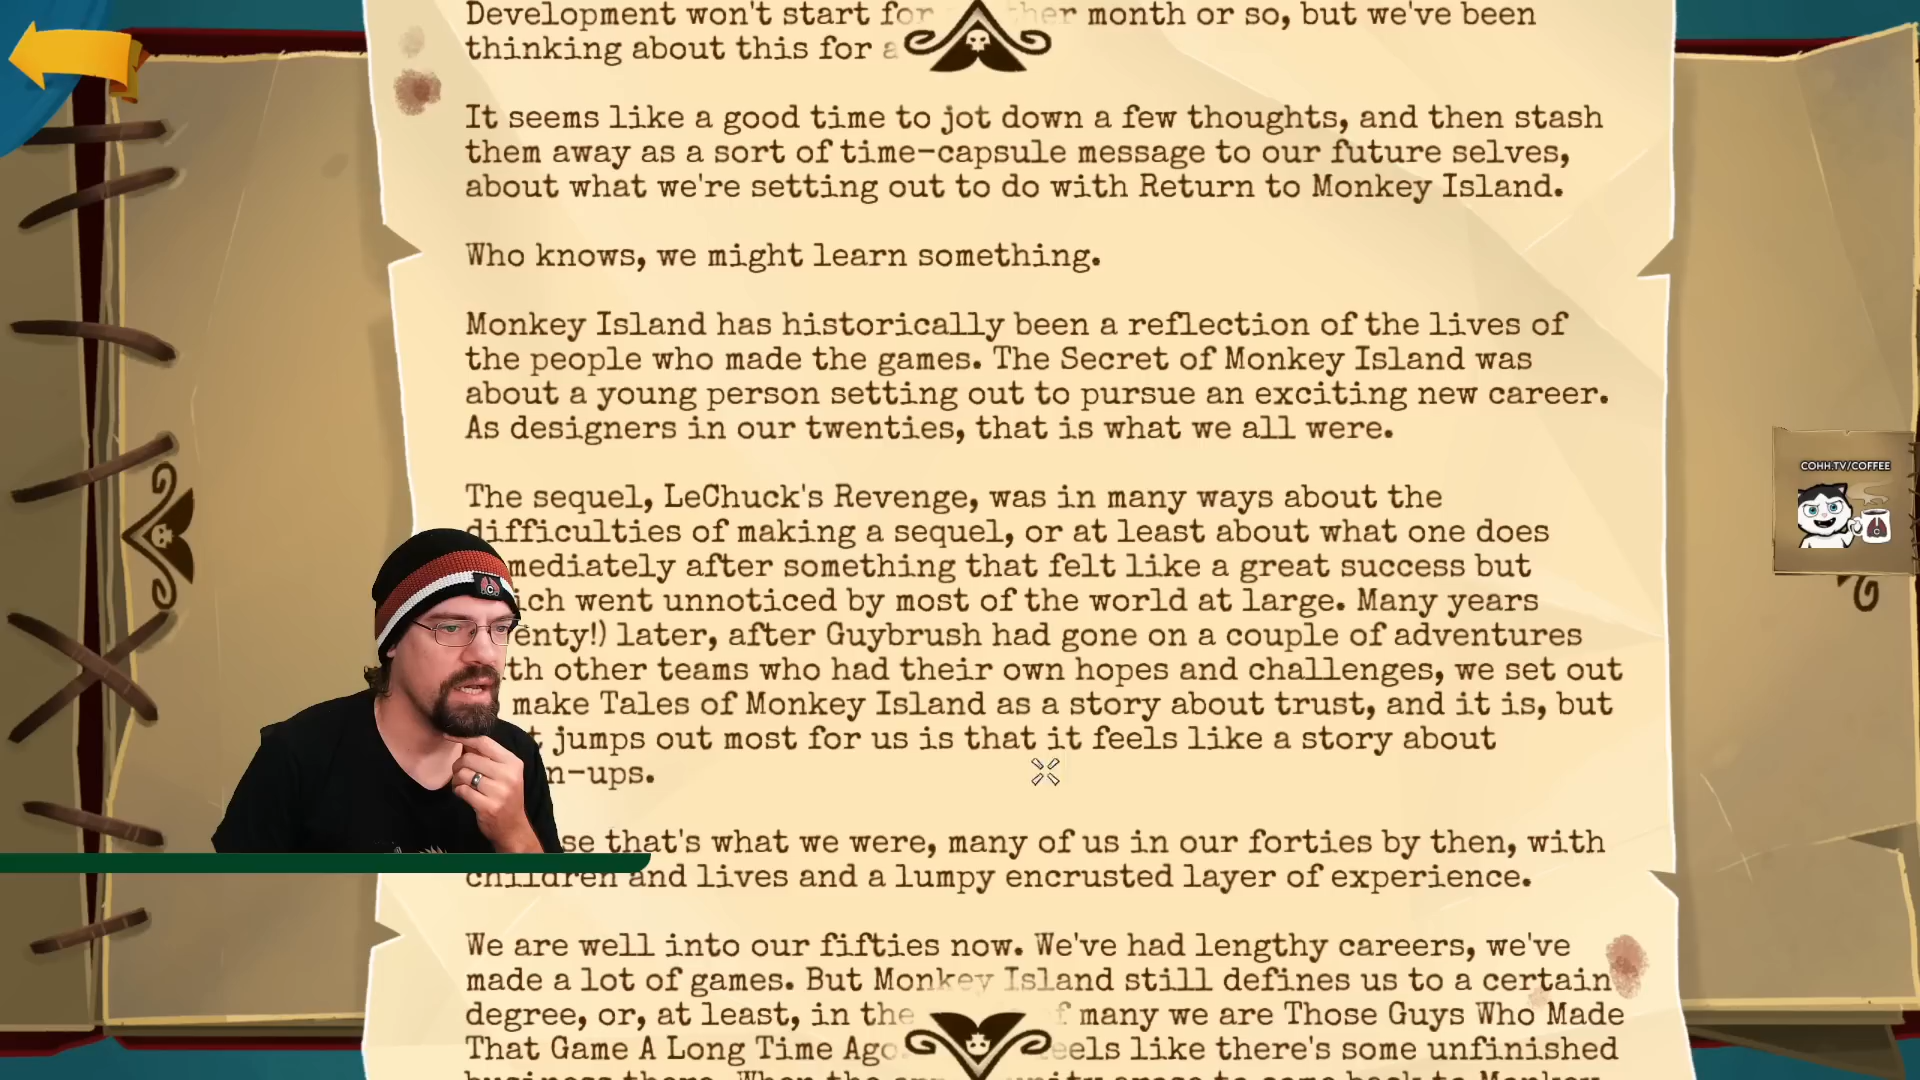 Development won't start for month or so, but we've been
thinking about this for a
It seems like a good time to jot down a few thoughts, and then stash
them away as a sort of time-capsule message to our future selves,
about what we're setting out to do with Return to Monkey Island.
Who knows, we might learn something.
Monkey Island has historically been a reflection of the lives of
the people who made the games. The Secret of Monkey Island was
about a young person setting out to pursue an exciting new career.
As designers in our twenties, that is what we all were.
The sequel, LeChuck's Revenge, was in many ways about the
difficulties of making a sequel, or at least about what one does
mediately after something that felt like a great success but
ich went unnoticed by most of the world at large. Many years
enty!) later, after Guybrush had gone on a couple of adventures
th other teams who had their own hopes and challenges, we set out
make Tales of Monkey Island as a story about trust, and it is, but
t jumps out most for us is that it feels like a story about
n-ups.
se that's what we were, many of us in our forties by then, with
children and lives and a lumpy encrusted layer of experience.
We are well into our fifties now. We've had lengthy careers, we've
made a lot of games. But Monkey Island still defines us to a certain
degree, or, at least, in the many we are Those Guys Who Made
That Game A Long Time Ago. eels like there's some unfinished
COHH.TV/COFFEE